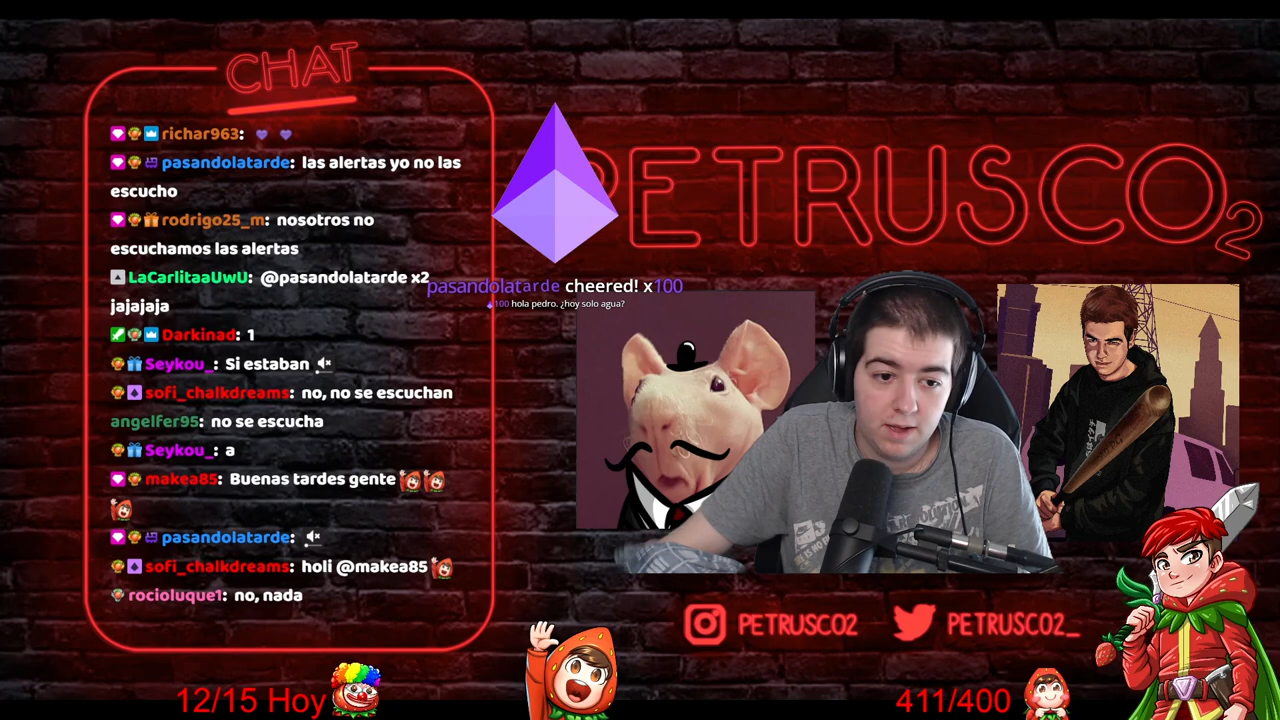 CHAT
richar963:
pasandolatarde: las alertas yo no las
escucho
rodrigo25_m: nosotros no
escuchamos las alertas
LaCarlitaaUwU: @pasandolatarde x2
jajajaja
Darkinad: 1
Seykou_: Si estaban
sofi_chalkdreams: no, no se escuchan
angelfer95: no se escucha
Seykou_: a
makea85: Buenas tardes gente
pasandolatarde:
sofi_chalkdreams: holi @makea85
rocioluque1: no, nada
12/15 Hoy
PETRUSCO2
pasandolatarde cheered! x100
100 hola pedro. ¿hoy solo agua?
PETRUSCO2
PETRUSCO2_
411/400